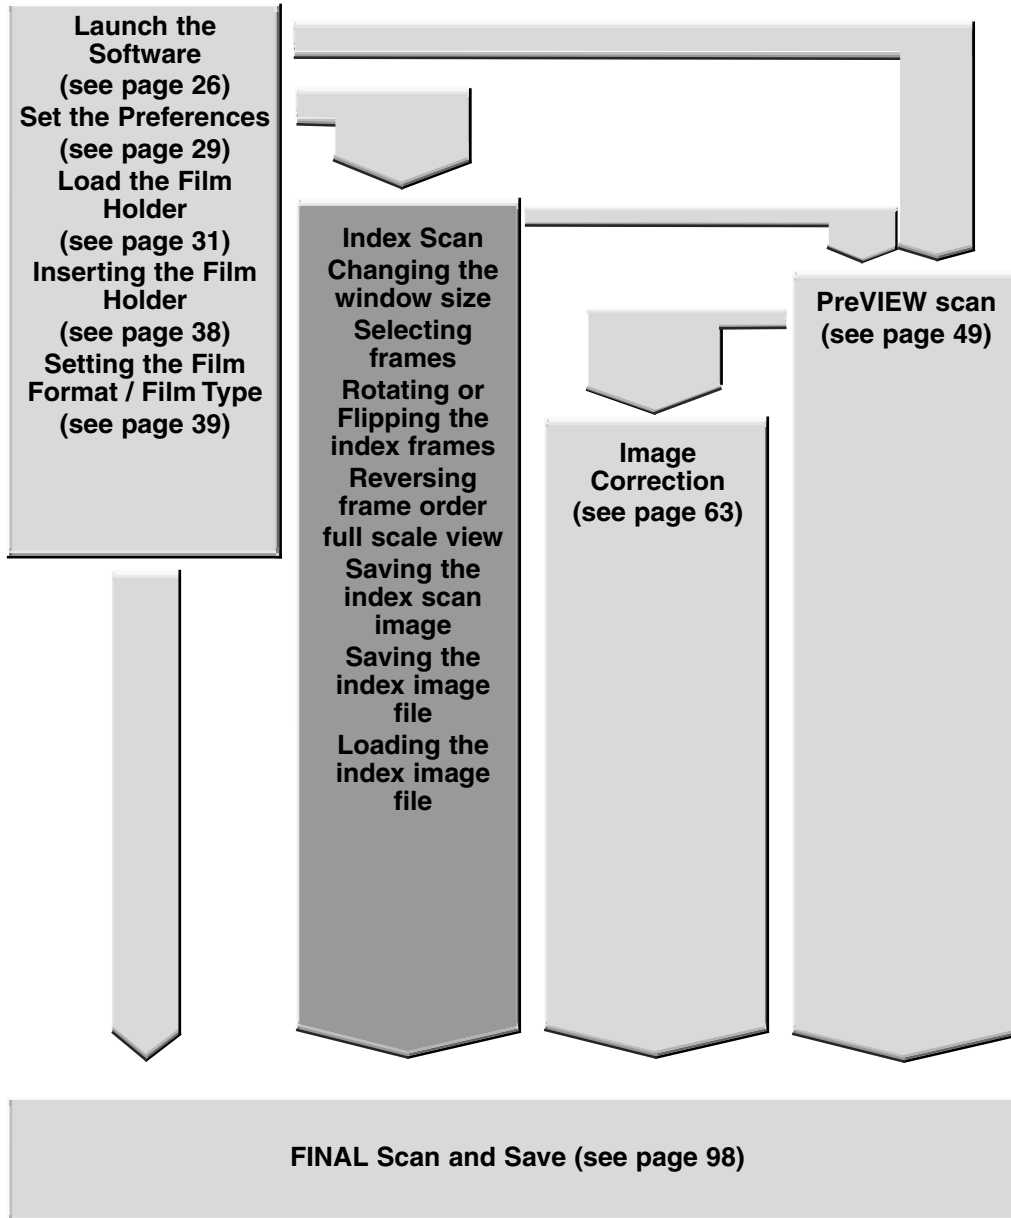 Launch the
Software
(see page 26)
Set the Preferences
(see page 29)
Load the Film
Holder
(see page 31)
Inserting the Film
Holder
(see page 38)
Setting the Film
Format / Film Type
(see page 39)
Index Scan
Changing the
window size
Selecting
frames
Rotating or
Flipping the
index frames
Reversing
frame order
full scale view
Saving the
index scan
image
Saving the
index image
file
Loading the
index image
file
Image
Correction
(see page 63)
PreVIEW scan
(see page 49)
FINAL Scan and Save (see page 98)